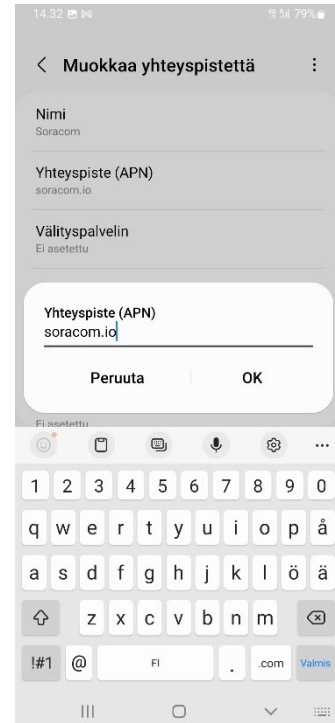 14.32 79%
Muokkaa yhteyspistettä
Nimi
Soracom
Yhteyspiste (APN)
soracom.io
Välityspalvelin
Ei asetettu
Yhteyspiste (APN)
soracom.io
Peruuta OK
Ei asetettu
1 2 3 4 5 6 7 8 9 0
q w e r t y u i o p å
a s d f g h j k l ö ä
z x c v b n m
!#1 @ FI . .com Valmis